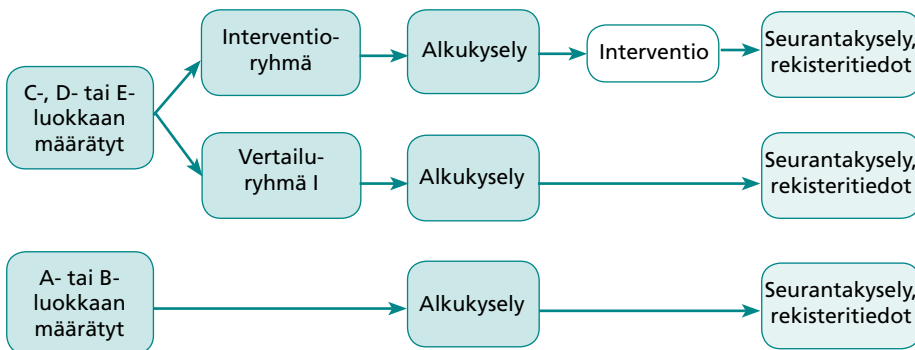 C-, D- tai E-
luokkaan
määrätyt
Interventio-
ryhmä
Alkukysely
Interventio
Seurantakysely,
rekisteritiedot
Vertailu-
ryhmä I
Alkukysely
Seurantakysely,
rekisteritiedot
A- tai B-
luokkaan
määrätyt
Alkukysely
Seurantakysely,
rekisteritiedot